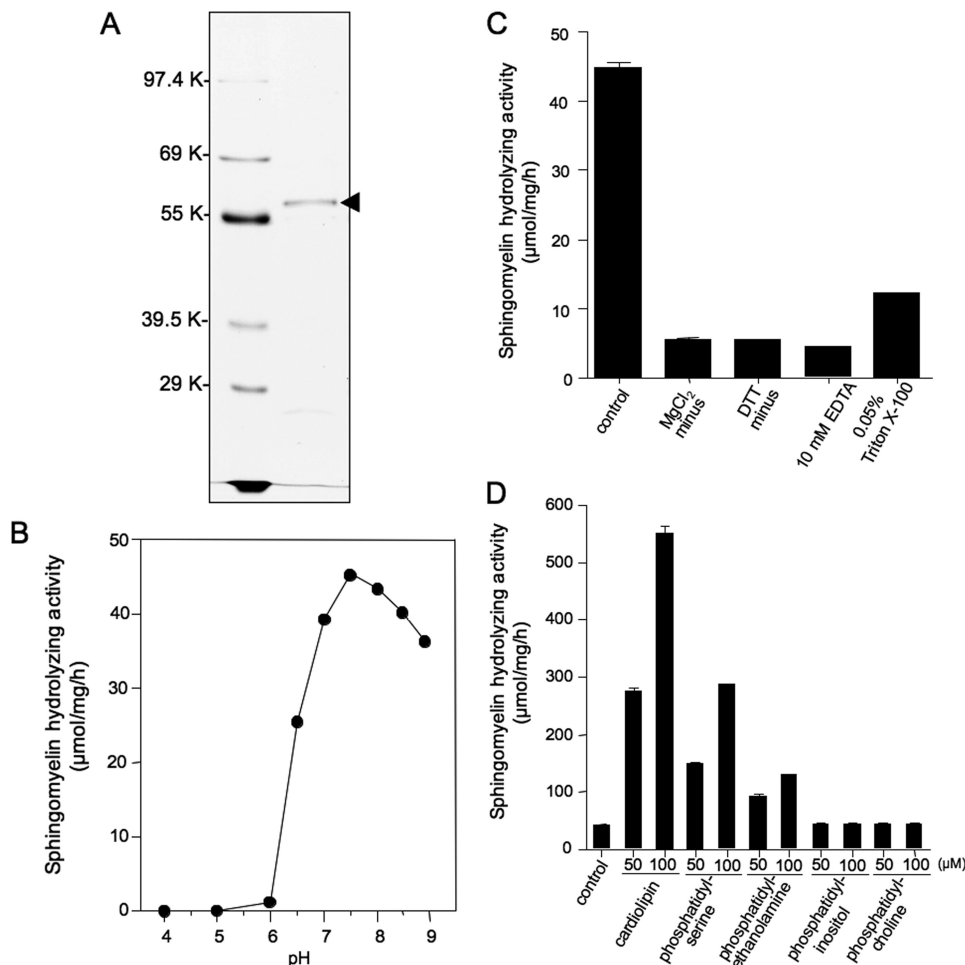 A
97.4 K-
69 K-
55 K-
39.5 K-
29 K-
B
Sphingomyelin hydrolyzing activity
(µmol/mg/h)
50
40
30
20
10
0
4 5 6 7 8 9
pH
C
Sphingomyelin hydrolyzing activity
(µmol/mg/h)
50
40
30
20
10
0
control
MgCl₂
minus
DTT
minus
10 mM EDTA
0.05%
Triton X-100
D
Sphingomyelin hydrolyzing activity
(µmol/mg/h)
600
400
300
200
100
0
50 100 50 100 50 100 50 100 50 100 (µM)
control
cardiolipin
phosphatidyl-
serine
phosphatidyl-
ethanolamine
phosphatidyl-
inositol
phosphatidyl-
choline